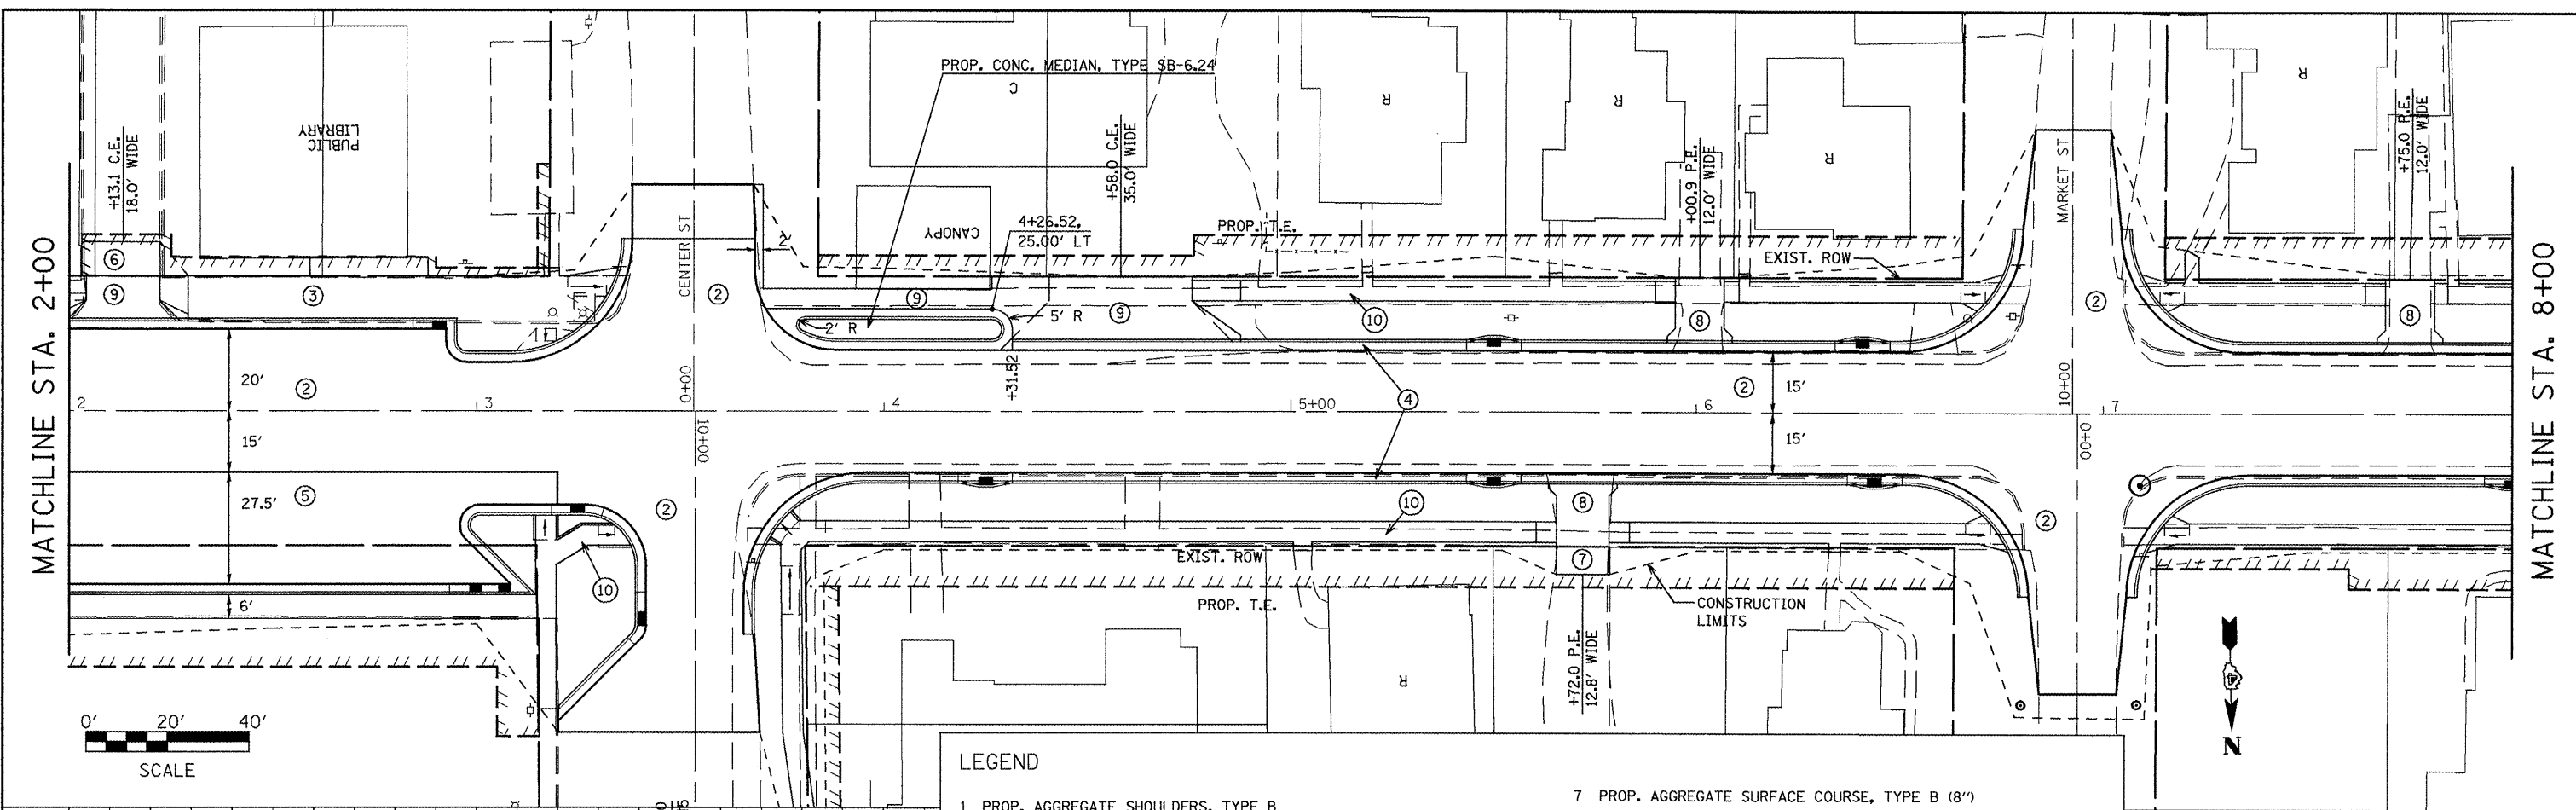 MATCHLINE STA. 2+00
+13.1 C.E.
18.0' WIDE
PUBLIC
LIBRARY
PROP. CONC. MEDIAN, TYPE SB-6.24
C
+58.0 C.E.
35.0' WIDE
R
R
R
R
+00.9 P.E.
12.0' WIDE
+75.0 P.E.
12.0' WIDE
MARKET ST
CENTER ST
CANOPY
4+26.52,
25.00' LT
PROP. T.E.
EXIST. ROW
2'
6
9
3
2
9
2' R
5' R
9
10
8
2
8
+31.52
4
20'
2
0+00
2
15'
10+00
2
3
4
5+00
6
7
15'
10+00
15'
0+00
5
27.5'
2
10
8
2
10
EXIST. ROW
7
6'
PROP. T.E.
CONSTRUCTION
LIMITS
+72.0 P.E.
12.8' WIDE
R
N
0' 20' 40'
SCALE
MATCHLINE STA. 8+00
LEGEND
1 PROP. AGGREGATE SHOULDERS, TYPE B
7 PROP. AGGREGATE SURFACE COURSE, TYPE B (8")